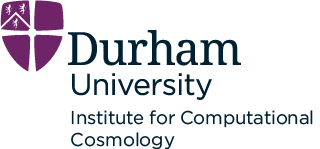 Durham
University
Institute for Computational
Cosmology